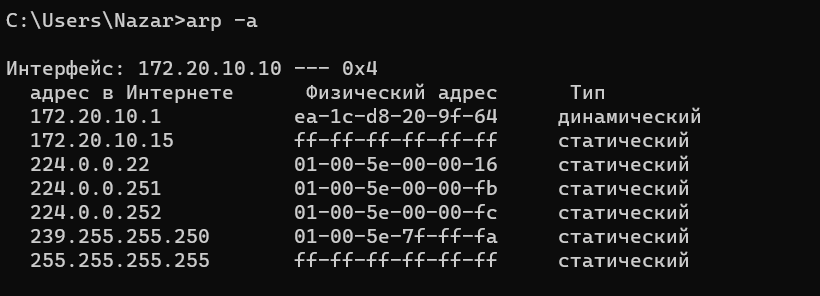 C:\Users\Nazar>arp -a
Интерфейс: 172.20.10.10 --- 0x4
адрес в Интернете Физический адрес Тип
172.20.10.1 ea-1c-d8-20-9f-64 динамический
172.20.10.15 ff-ff-ff-ff-ff-ff статический
224.0.0.22 01-00-5e-00-00-16 статический
224.0.0.251 01-00-5e-00-00-fb статический
224.0.0.252 01-00-5e-00-00-fc статический
239.255.255.250 01-00-5e-7f-ff-fa статический
255.255.255.255 ff-ff-ff-ff-ff-ff статический